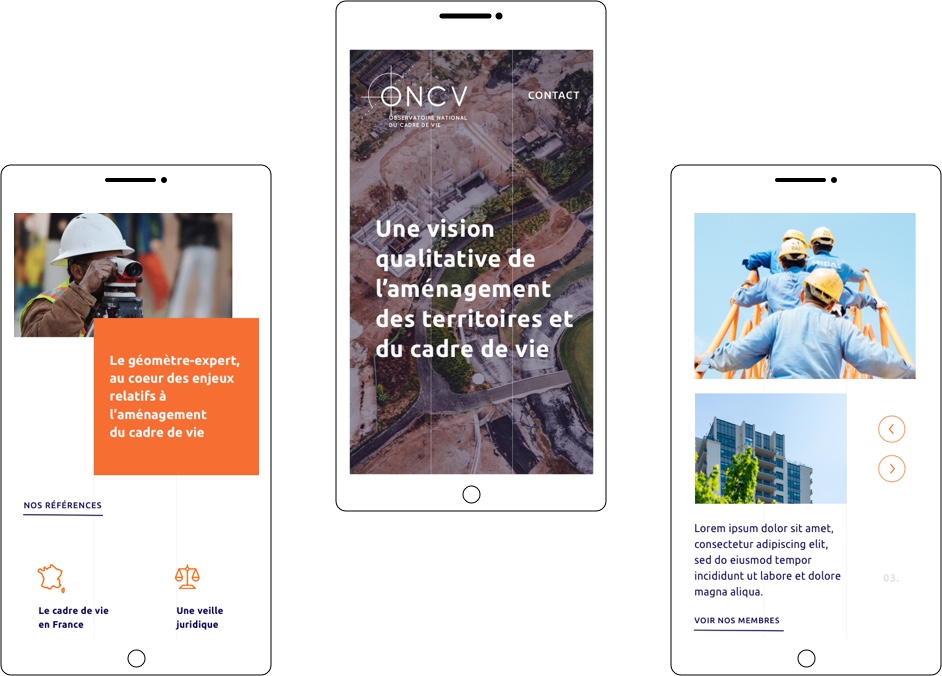 Le géomètre-expert,
au coeur des enjeux
relatifs à
l'aménagement
du cadre de vie
NOS RÉFÉRENCES
Le cadre de vie
en France
Une veille
juridique
ONCV
OBSERVATOIRE NATIONAL
DU CADRE DE VIE
CONTACT
Une vision
qualitative de
l'aménagement
des territoires et
du cadre de vie
Lorem ipsum dolor sit amet,
consectetur adipiscing elit,
sed do eiusmod tempor
incididunt ut labore et dolore
magna aliqua.
03.
VOIR NOS MEMBRES